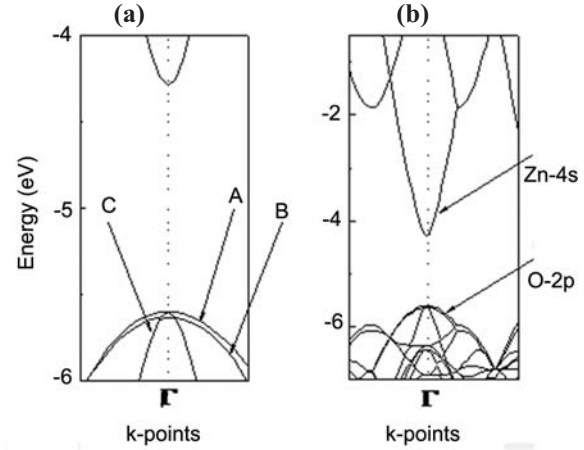 (a) (b)
-4
-5
-6
Energy (eV)
C A B
Γ
k-points
-2
-4
-6
Zn-4s
O-2p
Γ
k-points